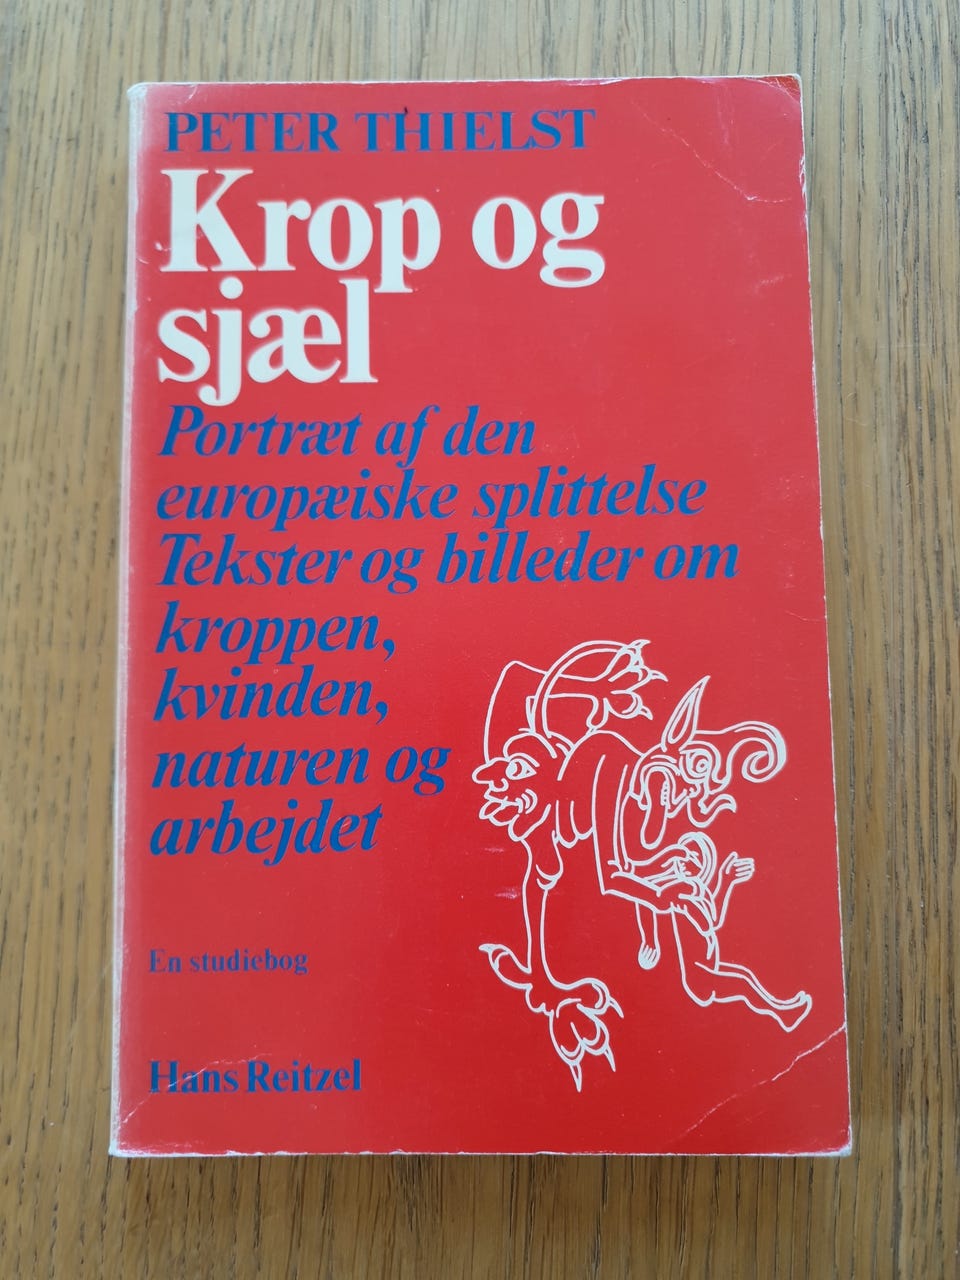 PETER THIELST
Krop og
sjæl
Portræt af den
europæiske splittelse
Tekster og billeder om
kroppen,
kvinden,
naturen og
arbejdet
En studiebog
Hans Reitzel